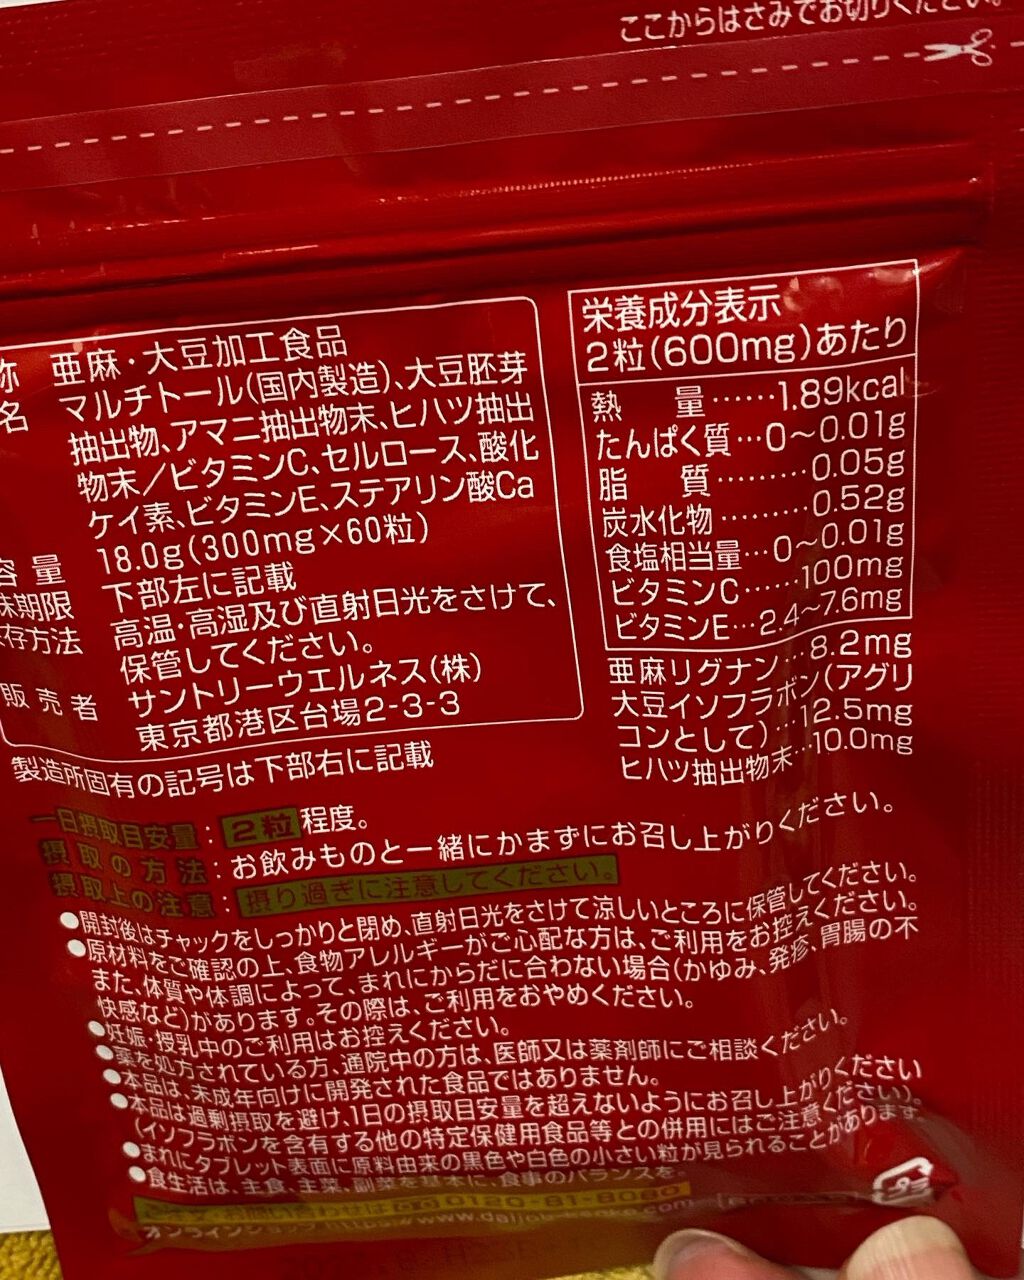 ここからはさみでお切りください。
称 亜麻・大豆加工食品
名 マルチトール(国内製造)、大豆胚芽
抽出物、アマニ抽出物末、ヒハツ抽出
物末/ビタミンC、セルロース、酸化
ケイ素、ビタミンE、ステアリン酸Ca
容量 18.0g(300mg×60粒)
味期限 下部左に記載
存方法 高温・高湿及び直射日光をさけて、
保管してください。
販売者 サントリーウエルネス(株)
東京都港区台場2-3-3
製造所固有の記号は下部右に記載
栄養成分表示
2粒(600mg)あたり
熱量……1.89kcal
たんぱく質…0〜0.01g
脂質………0.05g
炭水化物………0.52g
食塩相当量…0〜0.01g
ビタミンC……100mg
ビタミンE…2.4〜7.6mg
亜麻リグナン…8.2mg
大豆イソフラボン(アグリ
コンとして)…12.5mg
ヒハツ抽出物末…10.0mg
一日摂取目安量:2粒程度。
摂取の方法:お飲みものと一緒にかまずにお召し上がりください。
摂取上の注意:摂り過ぎに注意してください。
●開封後はチャックをしっかりと閉め、直射日光をさけて涼しいところに保管してください。
●原材料をご確認の上、食物アレルギーがご心配な方は、ご利用をお控えください。
また、体質や体調によって、まれにからだに合わない場合(かゆみ、発疹、胃腸の不
快感など)があります。その際は、ご利用をおやめください。
●妊娠・授乳中のご利用はお控えください。
●薬を処方されている方、通院中の方は、医師又は薬剤師にご相談ください。
●本品は、未成年向けに開発された食品ではありません。
●本品は過剰摂取を避け、1日の摂取目安量を超えないようにお召し上がりください
(イソフラボンを含有する他の特定保健用食品等との併用にはご注意ください)。
●まれにタブレット表面に原料由来の黒色や白色の小さい粒が見られることがあります。
●食生活は、主食、主菜、副菜を基本に、食事のバランスを。
お問い合わせは 0120-81-8080
オンラインショップ